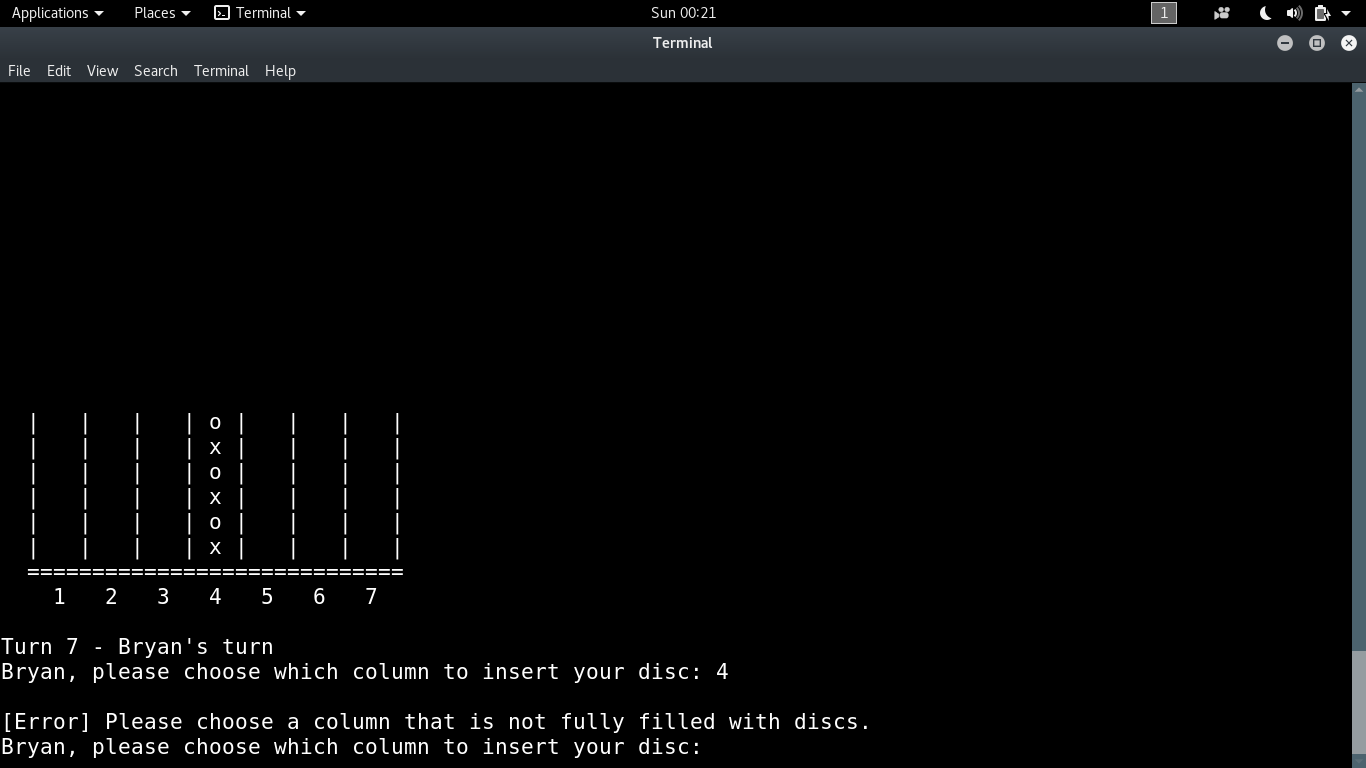 Applications Places Terminal Sun 00:21 1
Terminal
File Edit View Search Terminal Help
|   |   |   | o |   |   |   |
|   |   |   | x |   |   |   |
|   |   |   | o |   |   |   |
|   |   |   | x |   |   |   |
|   |   |   | o |   |   |   |
|   |   |   | x |   |   |   |
=============================
1   2   3   4   5   6   7
Turn 7 - Bryan's turn
Bryan, please choose which column to insert your disc: 4
[Error] Please choose a column that is not fully filled with discs.
Bryan, please choose which column to insert your disc: